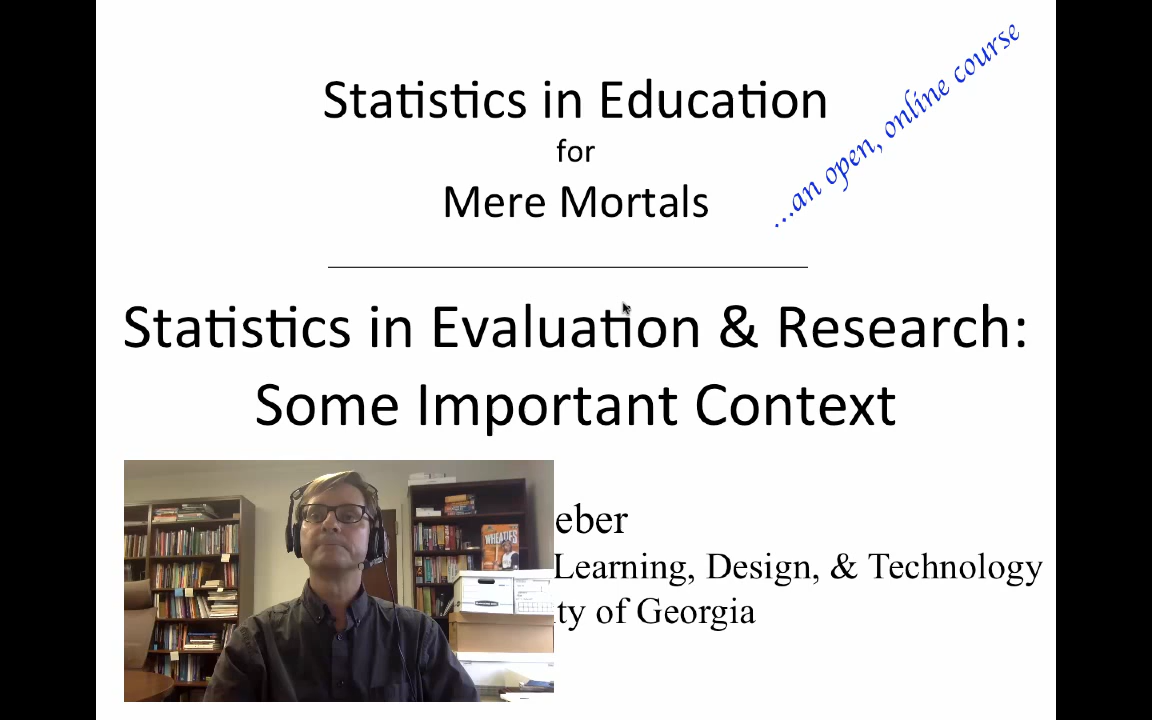 ...an open, online course
Statistics in Education
for
Mere Mortals
Statistics in Evaluation & Research:
Some Important Context
eber
Learning, Design, & Technology
ty of Georgia
WHEATIES